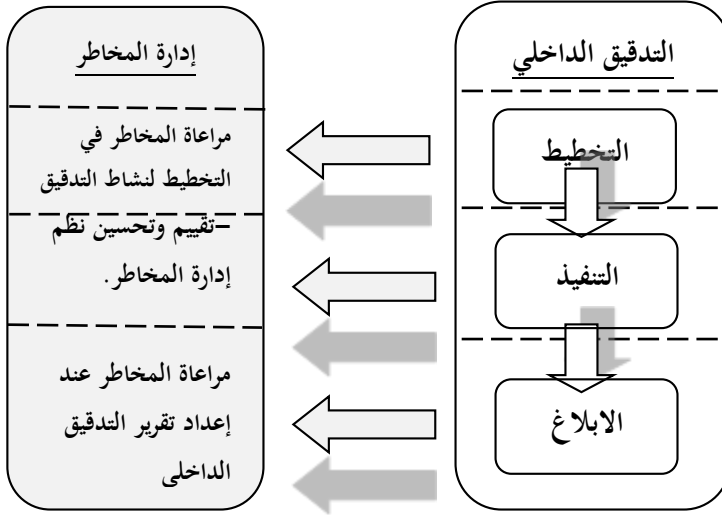 التدقيق الداخلي
التخطيط
التنفيذ
الابلاغ
إدارة المخاطر
مراعاة المخاطر في
التخطيط لنشاط التدقيق
–تقييم وتحسين نظم
إدارة المخاطر.
مراعاة المخاطر عند
إعداد تقرير التدقيق
الداخلي